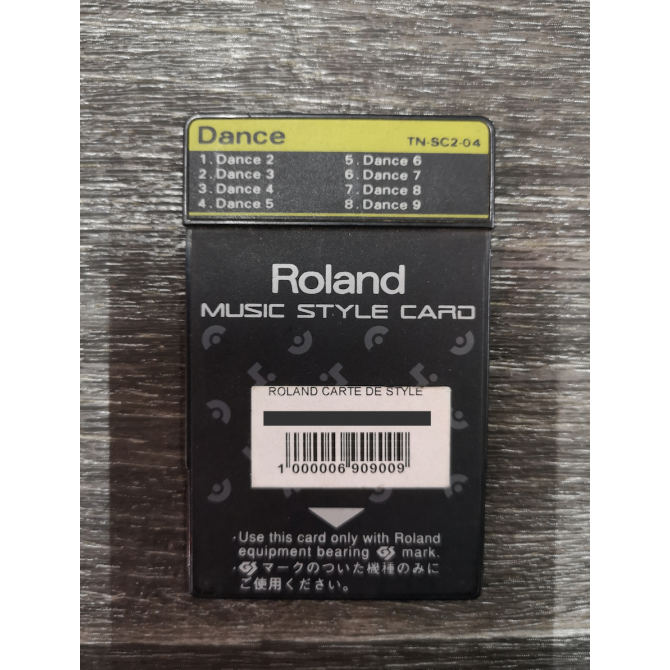 Dance TN-SC2-04
1. Dance 2 5. Dance 6
2. Dance 3 6. Dance 7
3. Dance 4 7. Dance 8
4. Dance 5 8. Dance 9
Roland
MUSIC STYLE CARD
ROLAND CARTE DE STYLE
1 000006 909009
·Use this card only with Roland
equipment bearing GS mark.
·GSマークのついた機種のみに
ご使用ください。